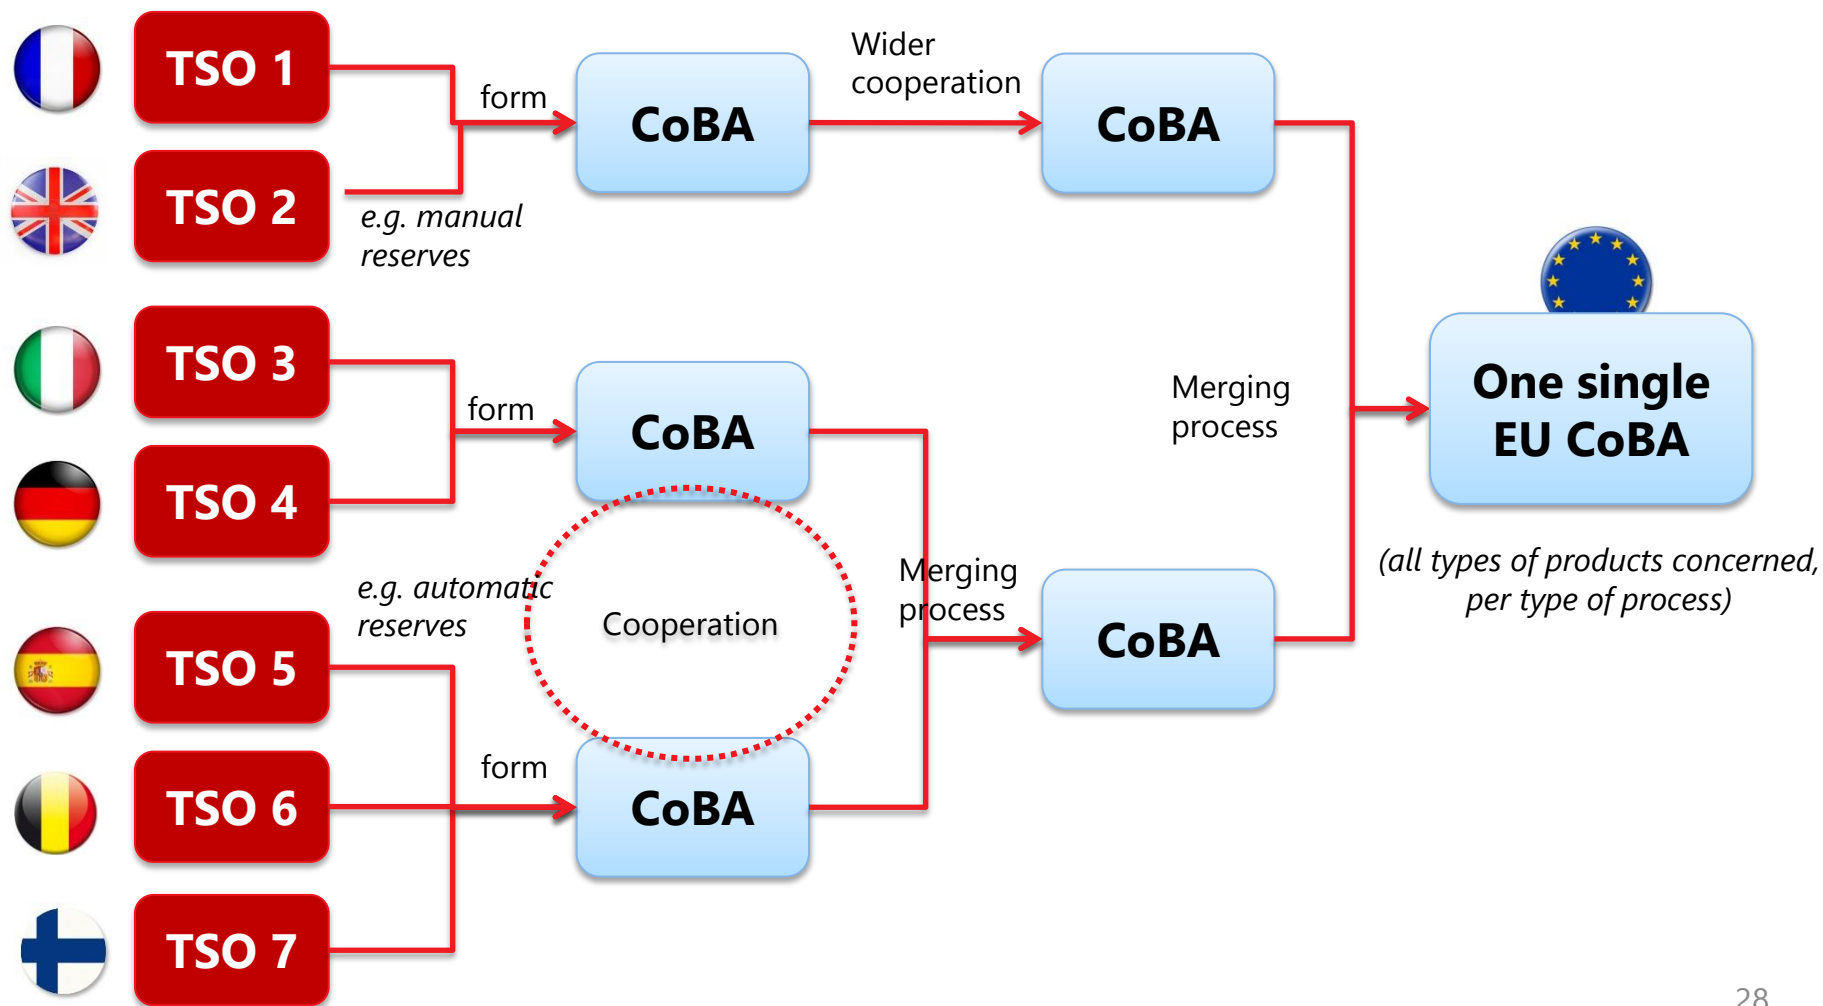 TSO 1
form
CoBA
Wider
cooperation
CoBA
TSO 2
e.g. manual
reserves
TSO 3
form
CoBA
TSO 4
Merging
process
One single
EU CoBA
(all types of products concerned,
per type of process)
e.g. automatic
reserves
Cooperation
Merging
process
CoBA
TSO 5
form
CoBA
TSO 6
TSO 7
28